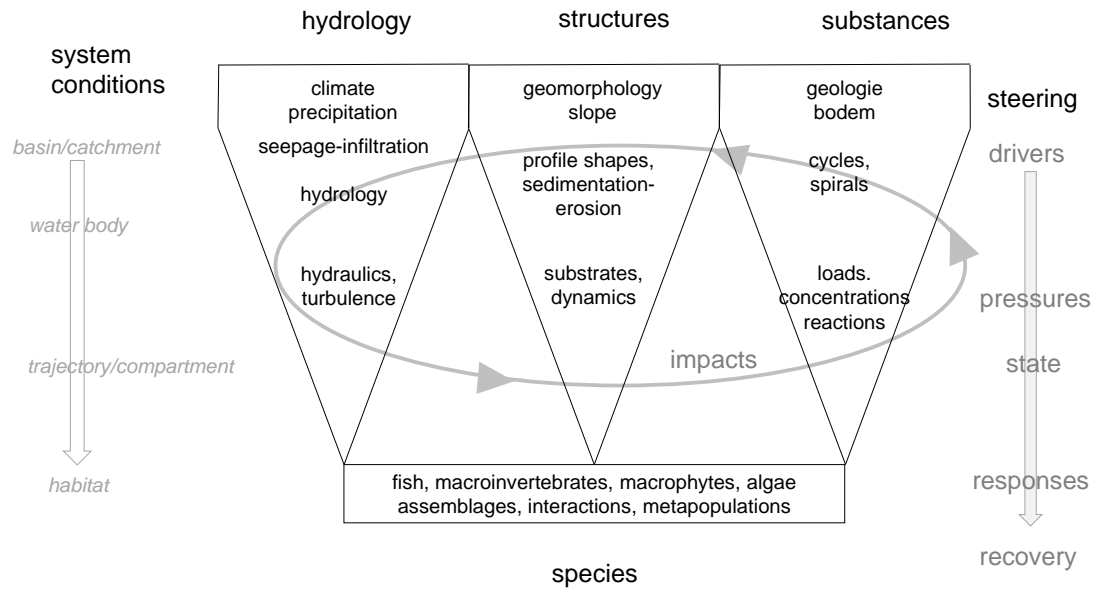 hydrology
structures
substances
system
conditions
climate
precipitation
geomorphology
slope
geologie
bodem
steering
basin/catchment
seepage-infiltration
profile shapes,
sedimentation-
erosion
cycles,
spirals
drivers
hydrology
water body
hydraulics,
turbulence
substrates,
dynamics
loads.
concentrations
reactions
pressures
trajectory/compartment
impacts
state
habitat
fish, macroinvertebrates, macrophytes, algae
assemblages, interactions, metapopulations
responses
recovery
species